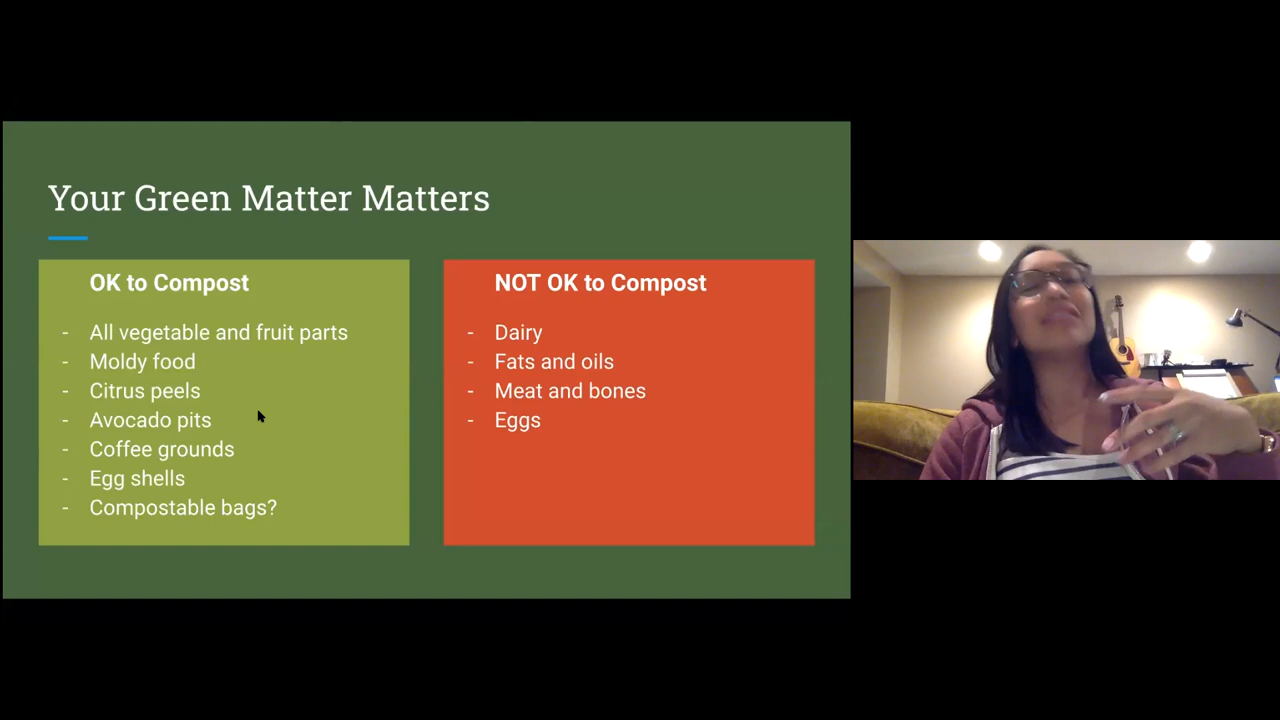 Your Green Matter Matters
OK to Compost
- All vegetable and fruit parts
- Moldy food
- Citrus peels
- Avocado pits
- Coffee grounds
- Egg shells
- Compostable bags?
NOT OK to Compost
- Dairy
- Fats and oils
- Meat and bones
- Eggs